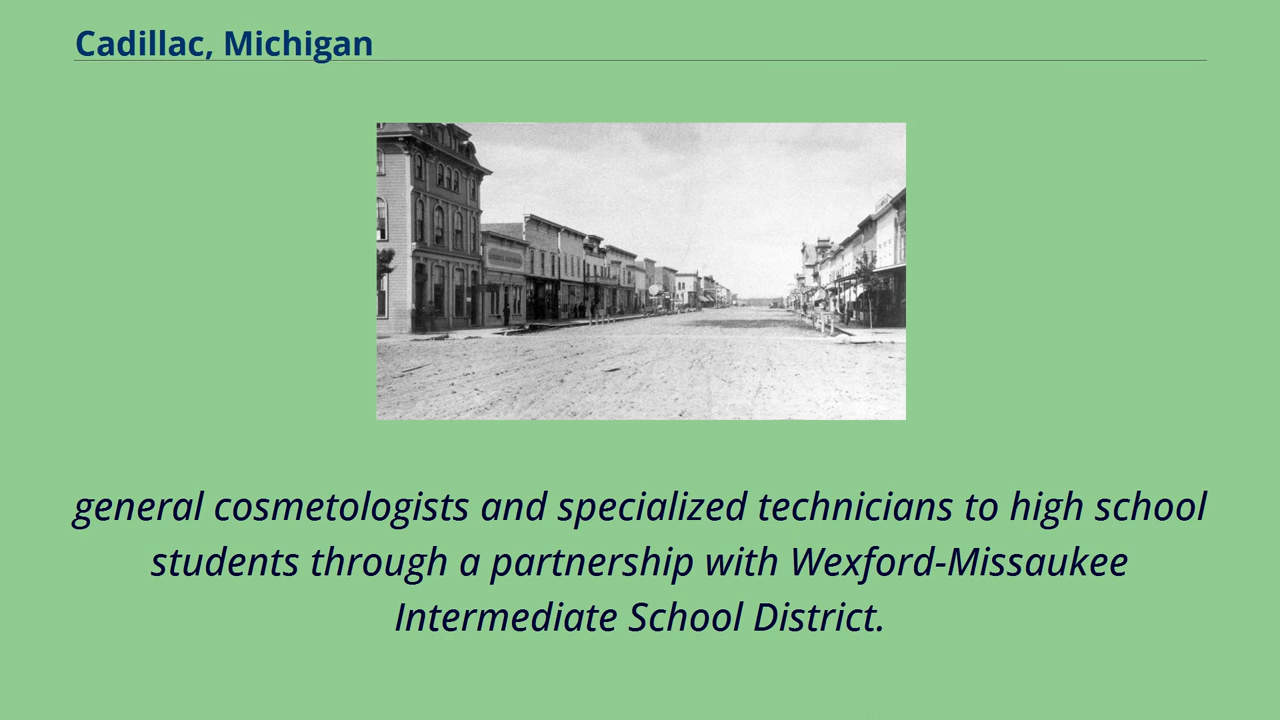 Cadillac, Michigan
general cosmetologists and specialized technicians to high school
students through a partnership with Wexford-Missaukee
Intermediate School District.